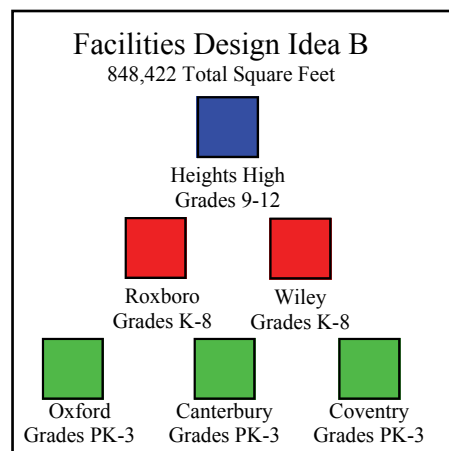 Facilities Design Idea B
848,422 Total Square Feet
Heights High
Grades 9-12
Roxboro Wiley
Grades K-8 Grades K-8
Oxford Canterbury Coventry
Grades PK-3 Grades PK-3 Grades PK-3